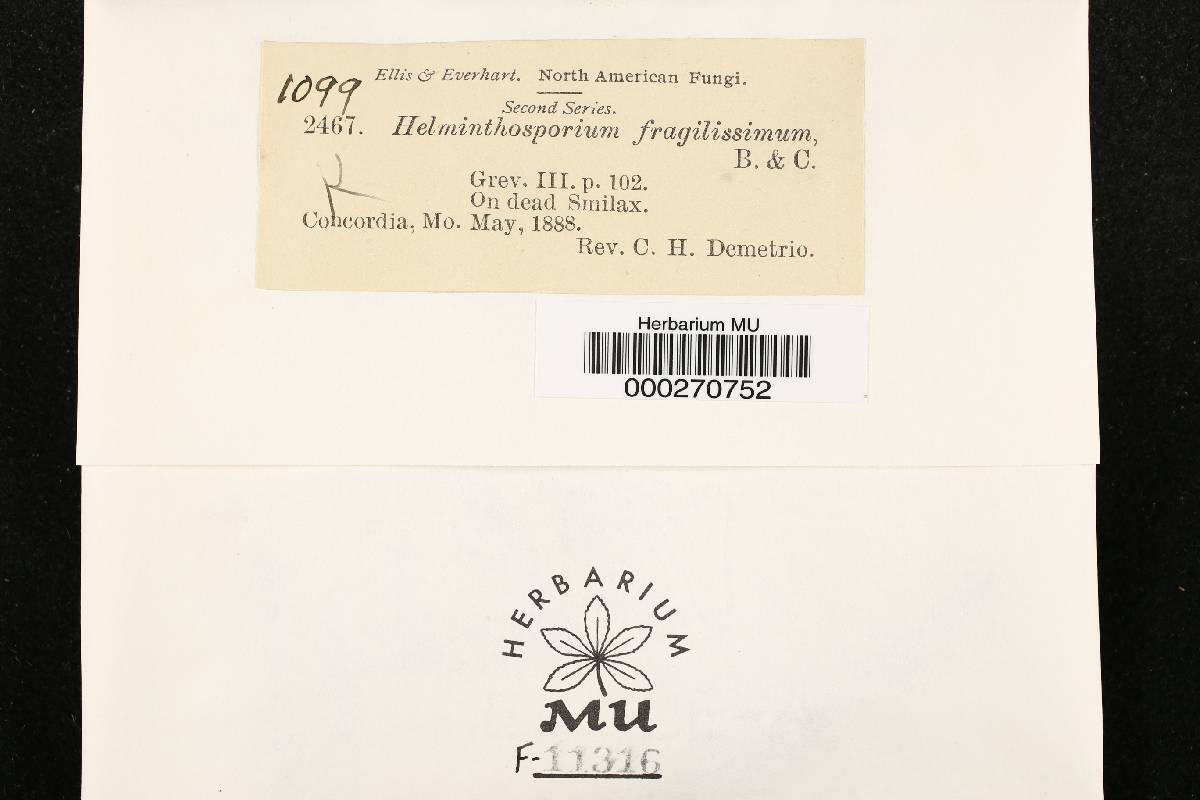 1099 Ellis & Everhart. North American Fungi.
Second Series.
2467. Helminthosporium fragilissimum,
B. & C.
Grev. III. p. 102.
On dead Smilax.
Concordia, Mo. May, 1888.
Rev. C. H. Demetrio.
Herbarium MU
000270752
HERBARIUM
MU
F-11316